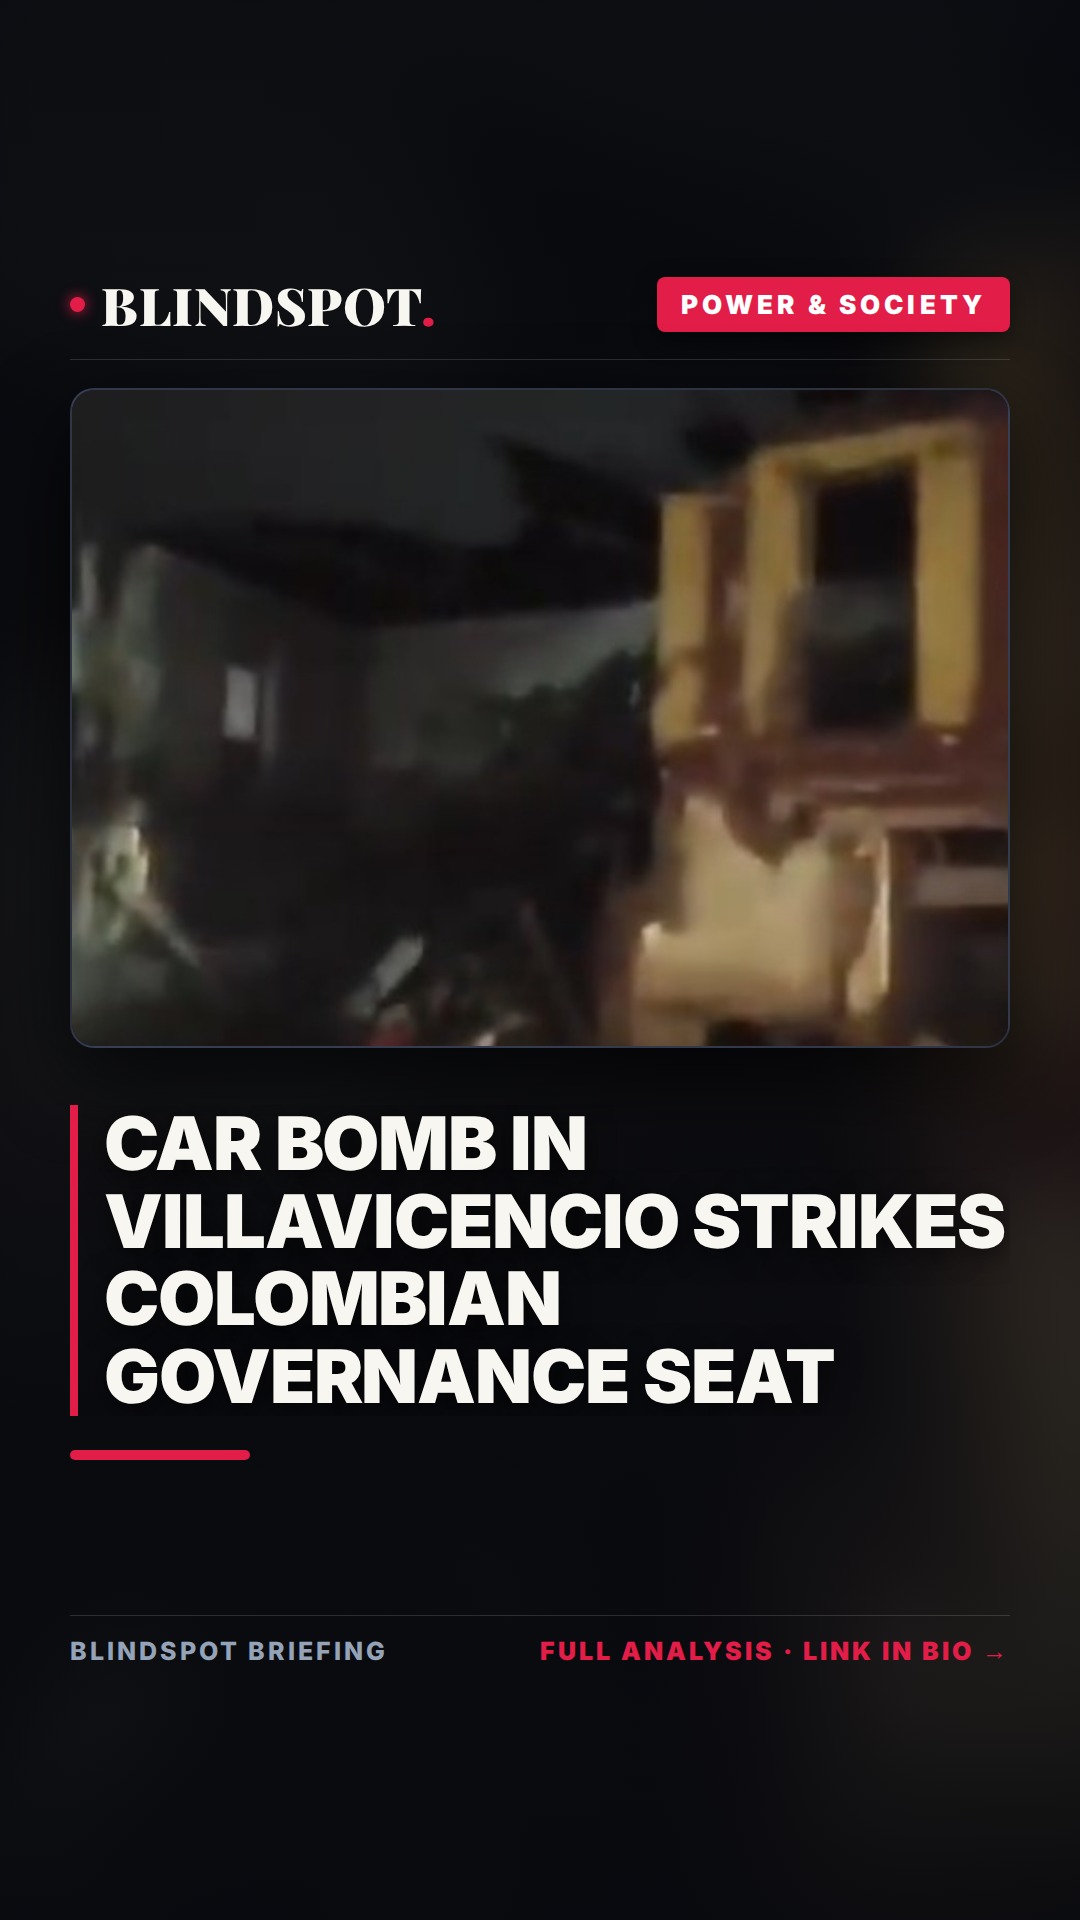 BLINDSPOT.
POWER & SOCIETY
CAR BOMB IN
VILLAVICENCIO STRIKES
COLOMBIAN
GOVERNANCE SEAT
BLINDSPOT BRIEFING
FULL ANALYSIS · LINK IN BIO →